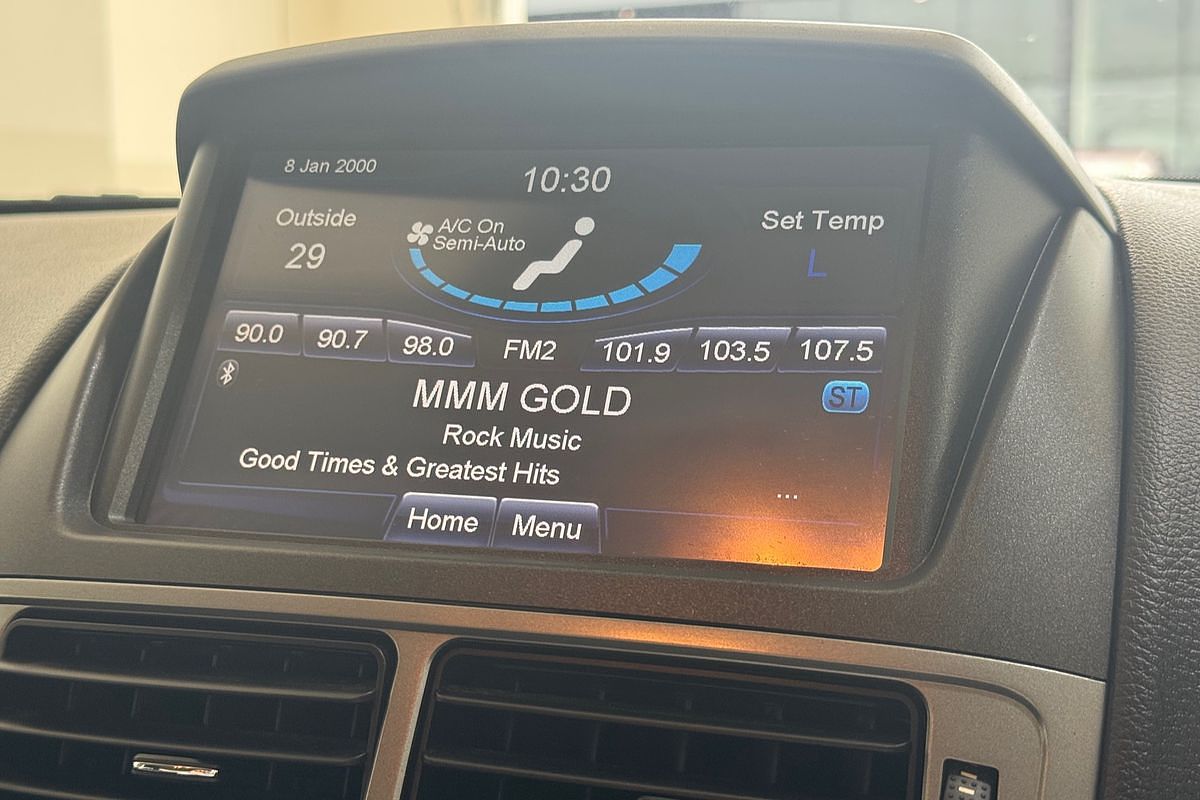 8 Jan 2000
10:30
Outside
29
A/C On
Semi-Auto
Set Temp
L
90.0 90.7 98.0 FM2 101.9 103.5 107.5
MMM GOLD
ST
Rock Music
Good Times & Greatest Hits
...
Home Menu